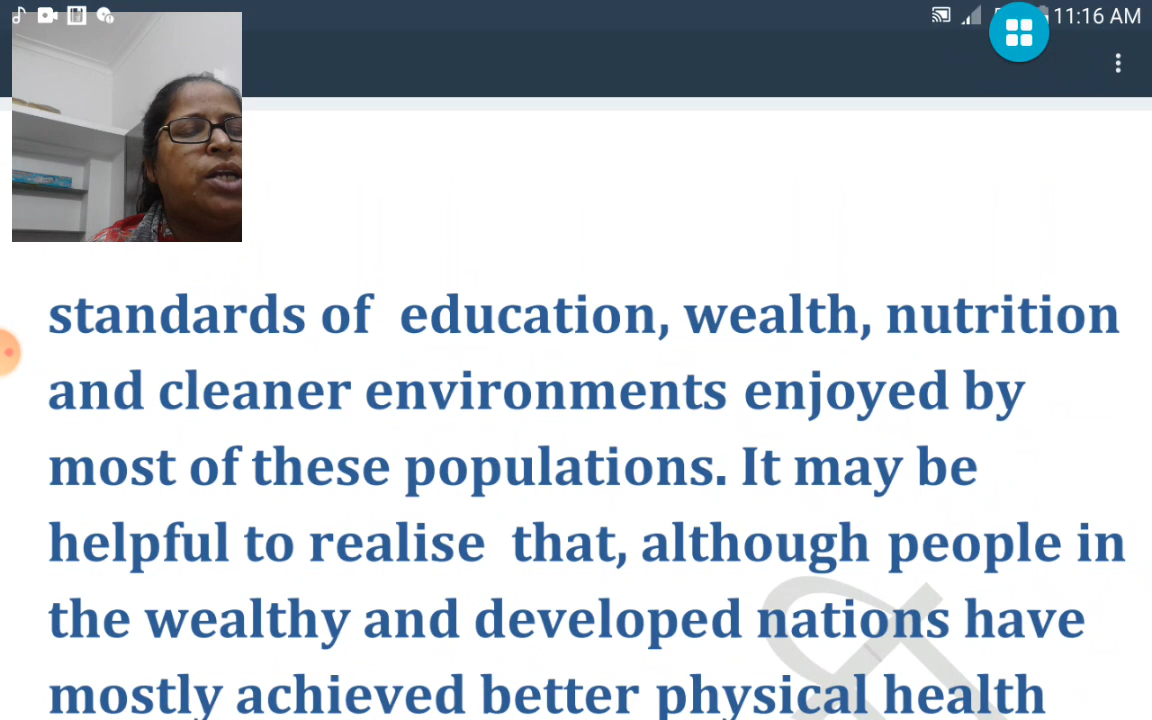 11:16 AM
standards of education, wealth, nutrition
and cleaner environments enjoyed by
most of these populations. It may be
helpful to realise that, although people in
the wealthy and developed nations have
mostly achieved better physical health